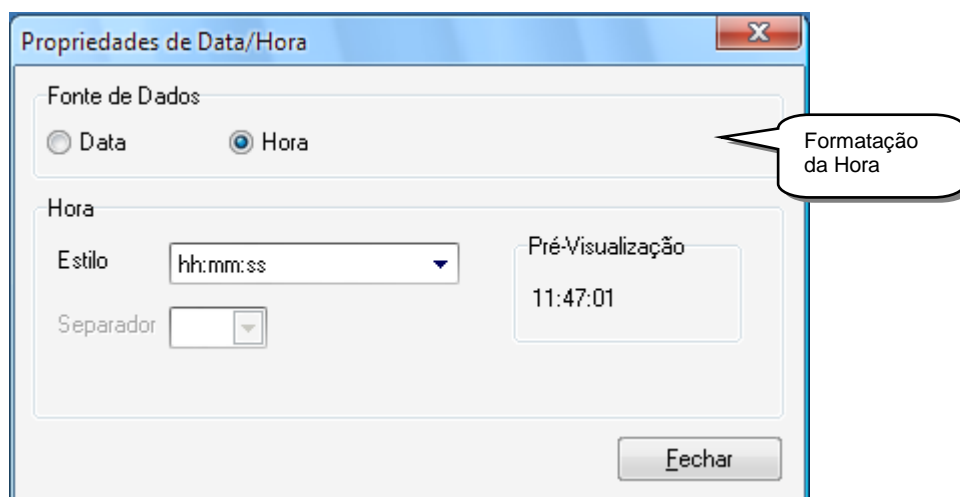 Propriedades de Data/Hora
Fonte de Dados
Data
Hora
Formatação
da Hora
Hora
Estilo
hh:mm:ss
Pré-Visualização
11:47:01
Separador
Fechar